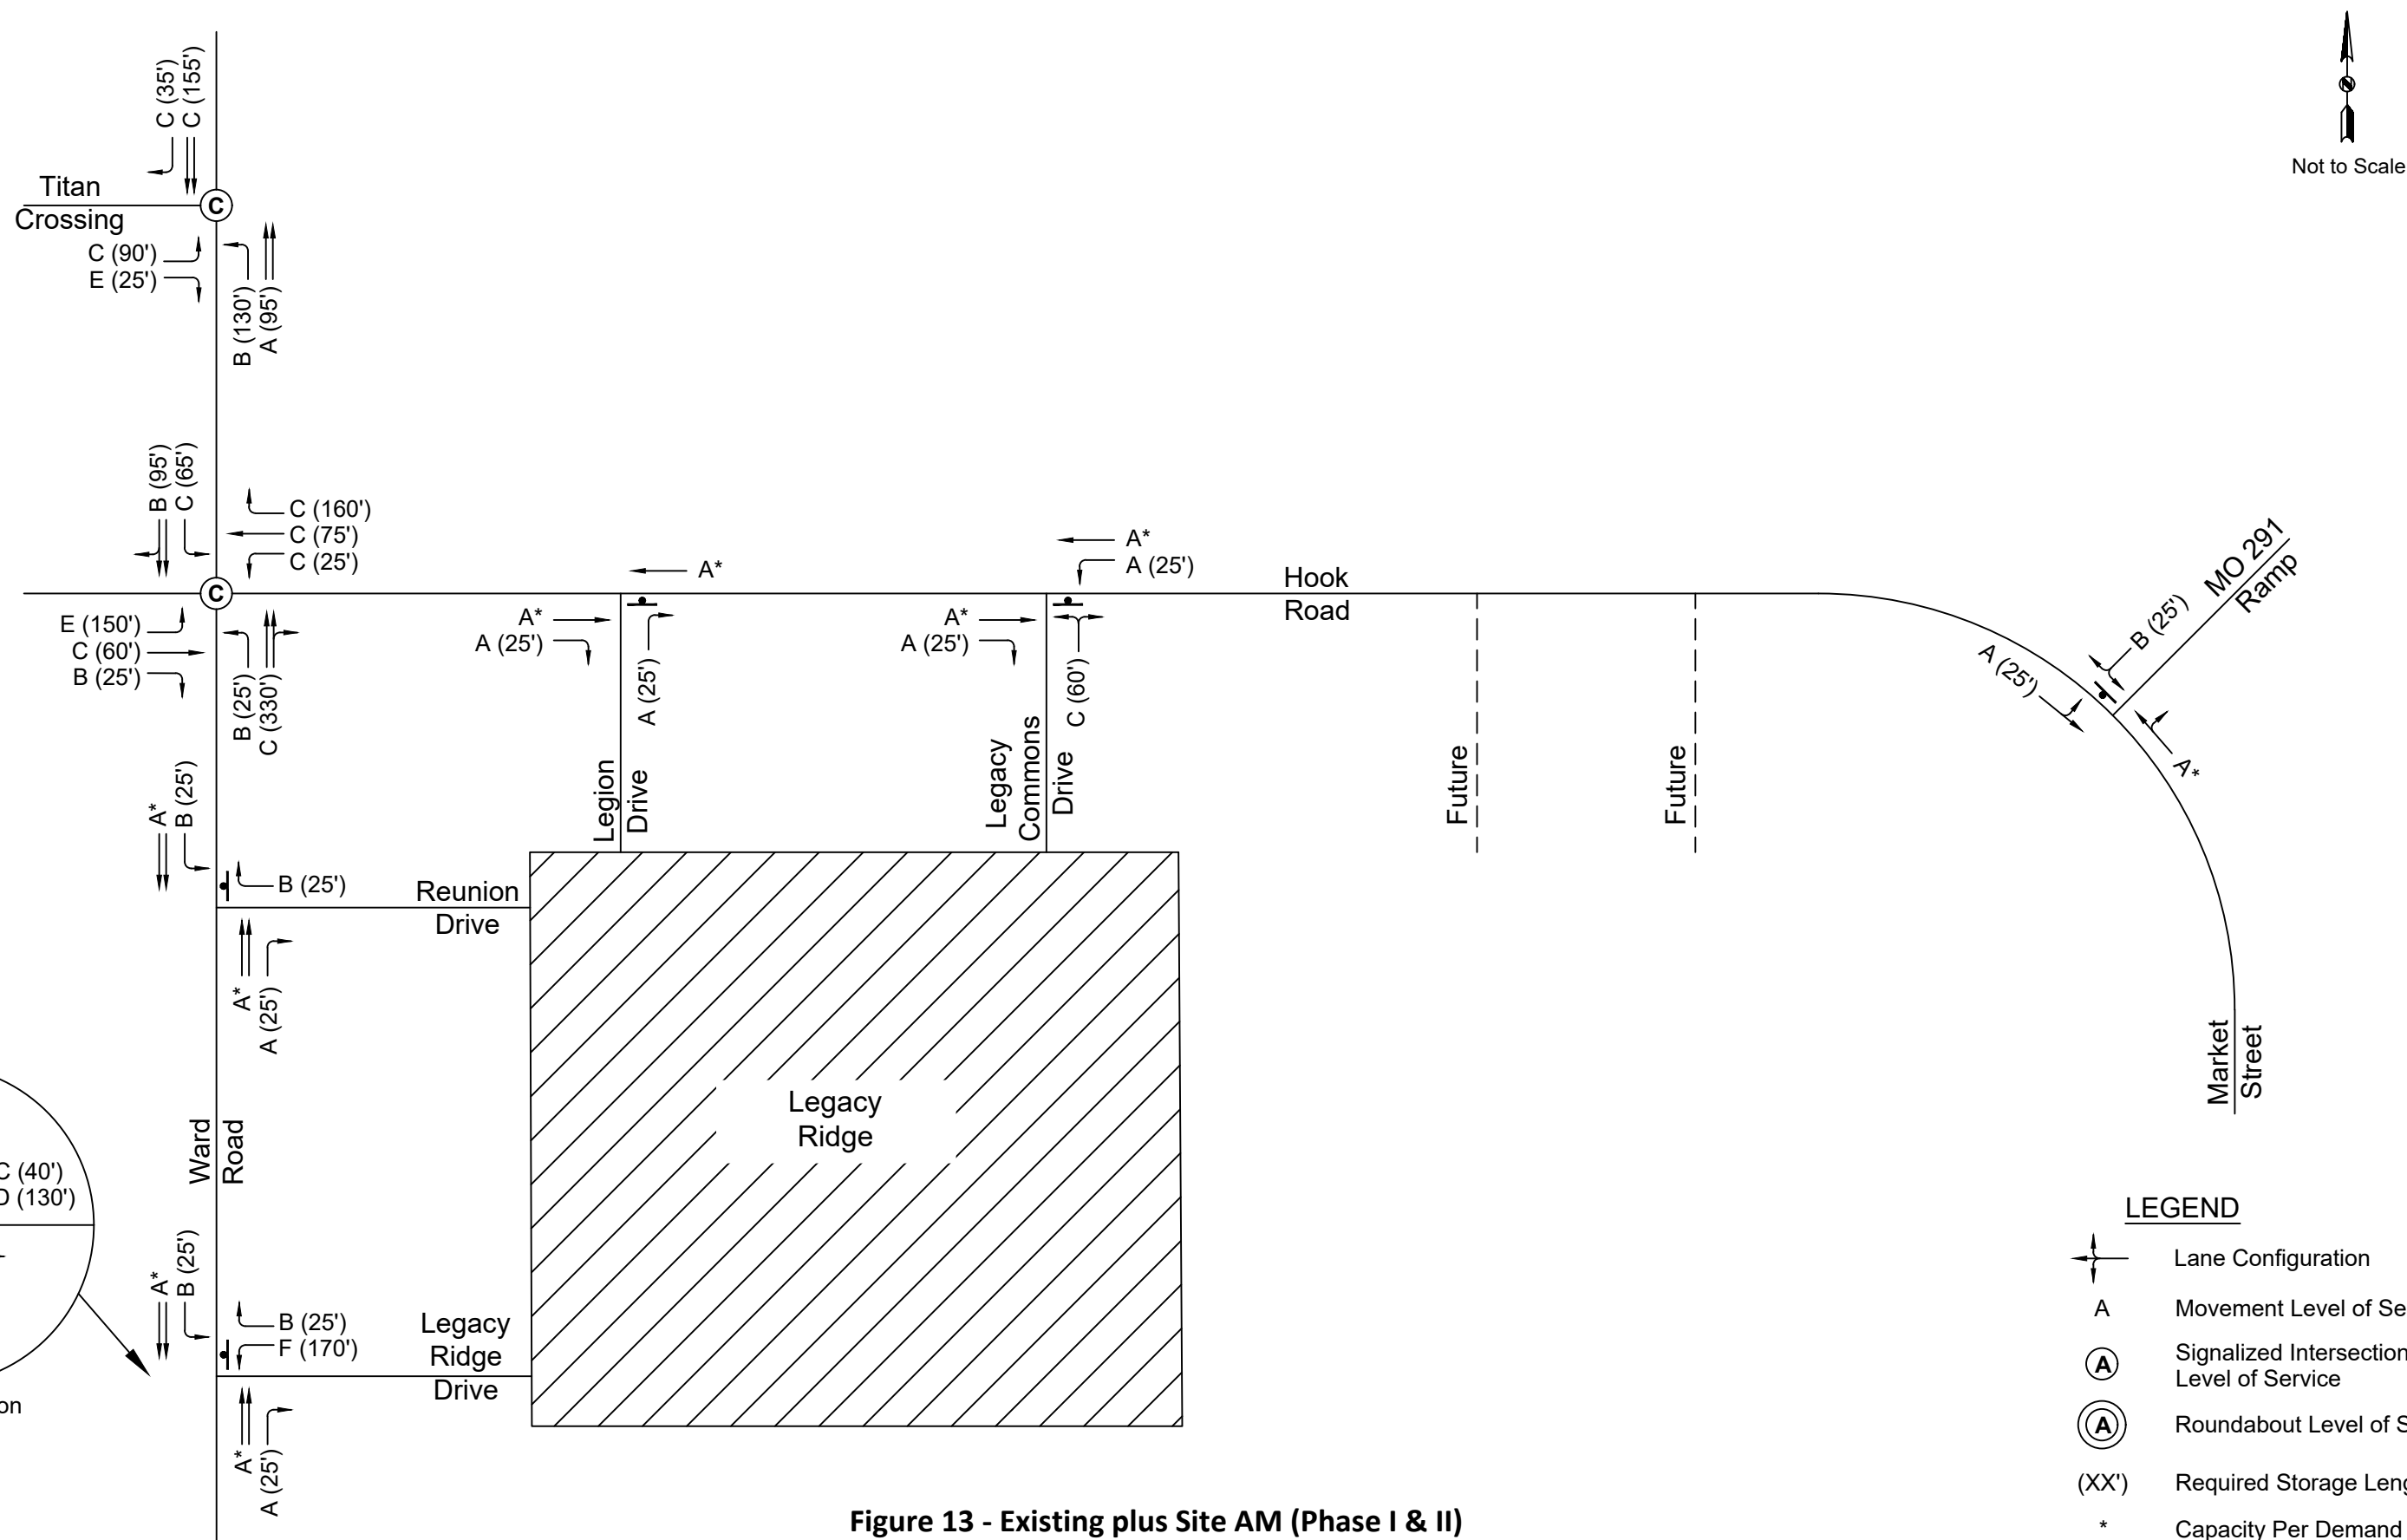 C (35')
C (155')
Not to Scale
Titan
Crossing
C
C (90')
E (25')
B (130')
A (95')
B (95')
C (65')
C (160')
C (75')
C (25')
C
E (150')
C (60')
B (25')
B (25')
C (330')
A*
A*
A (25')
A (25')
A*
A (25')
A*
A (25')
C (60')
Hook
Road
MO 291
Ramp
B (25')
A (25')
A*
Legion
Drive
Legacy
Commons
Drive
Future
Future
A*
B (25')
B (25')
Reunion
Drive
A*
A (25')
Market
Street
Legacy
Ridge
Ward
Road
C (40')
(130')
A*
B (25')
B (25')
F (170')
Legacy
Ridge
Drive
A*
A (25')
on
LEGEND
Lane Configuration
A
Movement Level of Se
A
Signalized Intersection
Level of Service
A
Roundabout Level of S
(XX')
Required Storage Leng
*
Capacity Per Demand
Figure 13 - Existing plus Site AM (Phase I & II)